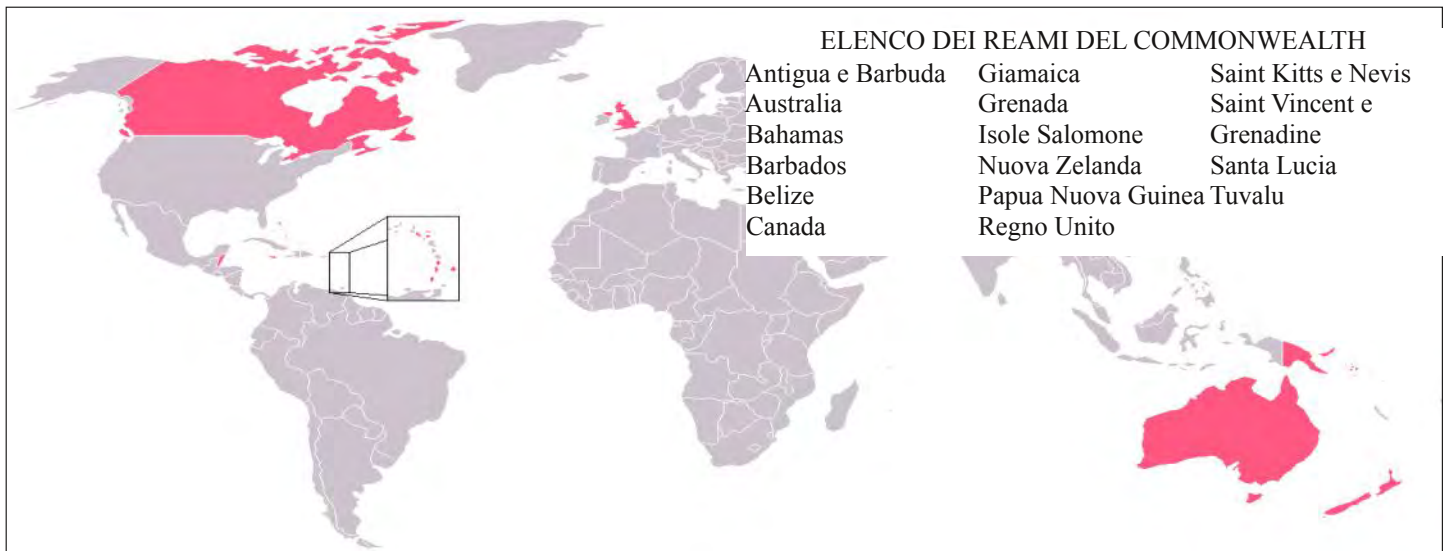 ELENCO DEI REAMI DEL COMMONWEALTH
Antigua e Barbuda
Australia
Bahamas
Barbados
Belize
Canada
Giamaica
Grenada
Isole Salomone
Nuova Zelanda
Papua Nuova Guinea
Regno Unito
Saint Kitts e Nevis
Saint Vincent e
Grenadine
Santa Lucia
Tuvalu